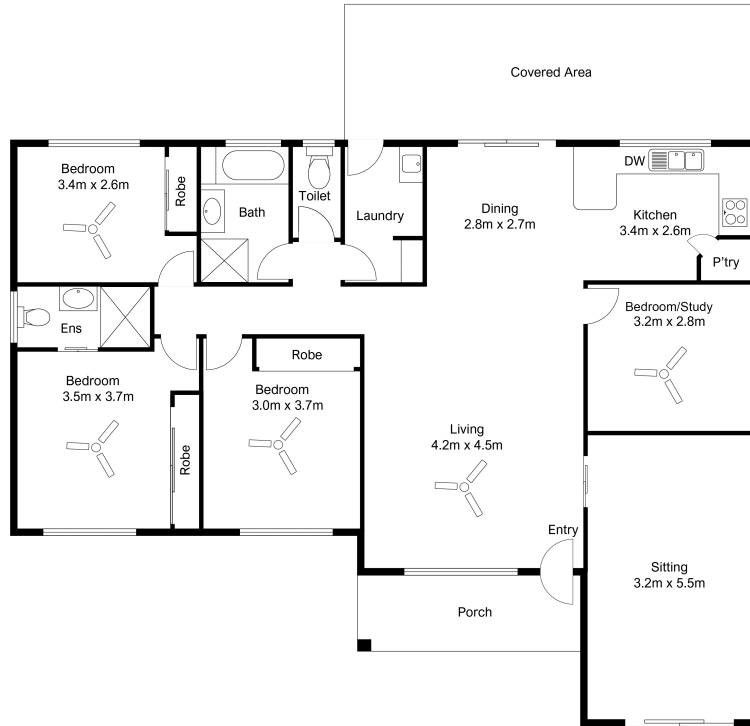 Covered Area
Bedroom
3.4m x 2.6m
Robe
Bath
Toilet
Laundry
Dining
2.8m x 2.7m
DW
Kitchen
3.4m x 2.6m
P'try
Ens
Bedroom/Study
3.2m x 2.8m
Bedroom
3.5m x 3.7m
Robe
Robe
Bedroom
3.0m x 3.7m
Living
4.2m x 4.5m
Entry
Sitting
3.2m x 5.5m
Porch